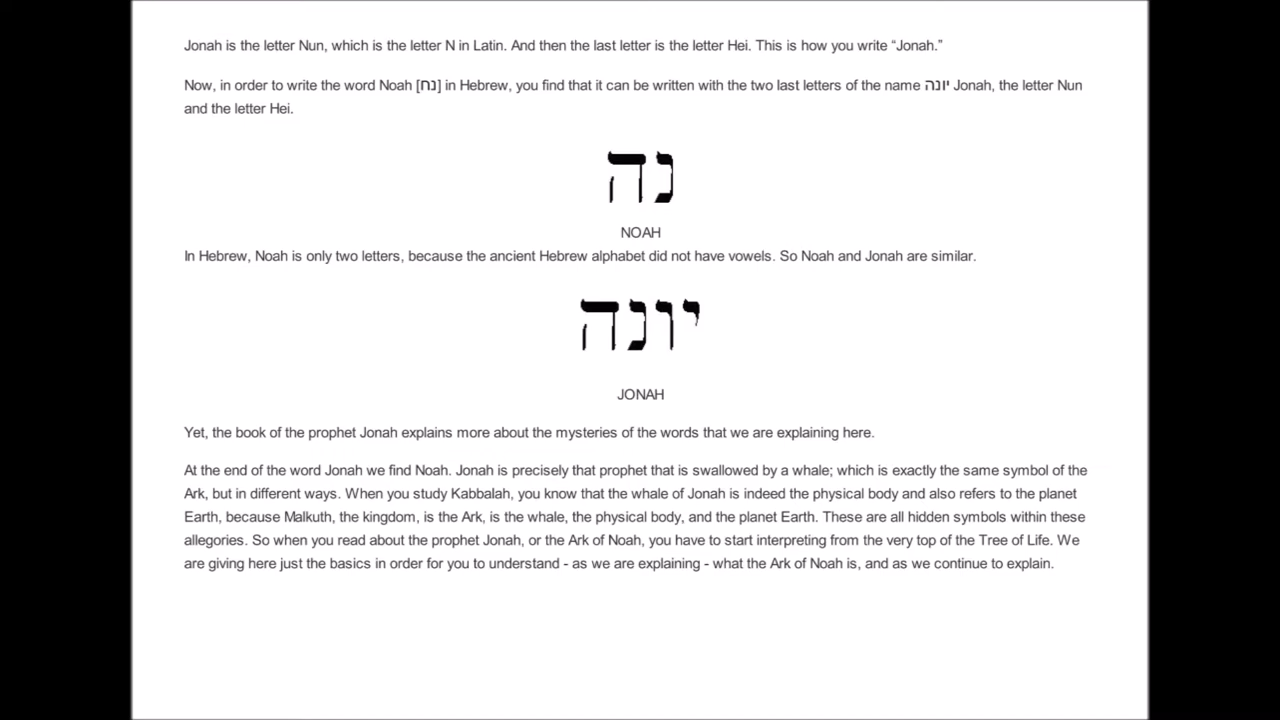 Jonah is the letter Nun, which is the letter N in Latin. And then the last letter is the letter Hei. This is how you write “Jonah.”
Now, in order to write the word Noah [נח] in Hebrew, you find that it can be written with the two last letters of the name יונה Jonah, the letter Nun
and the letter Hei.
נה
NOAH
In Hebrew, Noah is only two letters, because the ancient Hebrew alphabet did not have vowels. So Noah and Jonah are similar.
יונה
JONAH
Yet, the book of the prophet Jonah explains more about the mysteries of the words that we are explaining here.
At the end of the word Jonah we find Noah. Jonah is precisely that prophet that is swallowed by a whale; which is exactly the same symbol of the
Ark, but in different ways. When you study Kabbalah, you know that the whale of Jonah is indeed the physical body and also refers to the planet
Earth, because Malkuth, the kingdom, is the Ark, is the whale, the physical body, and the planet Earth. These are all hidden symbols within these
allegories. So when you read about the prophet Jonah, or the Ark of Noah, you have to start interpreting from the very top of the Tree of Life. We
are giving here just the basics in order for you to understand - as we are explaining - what the Ark of Noah is, and as we continue to explain.